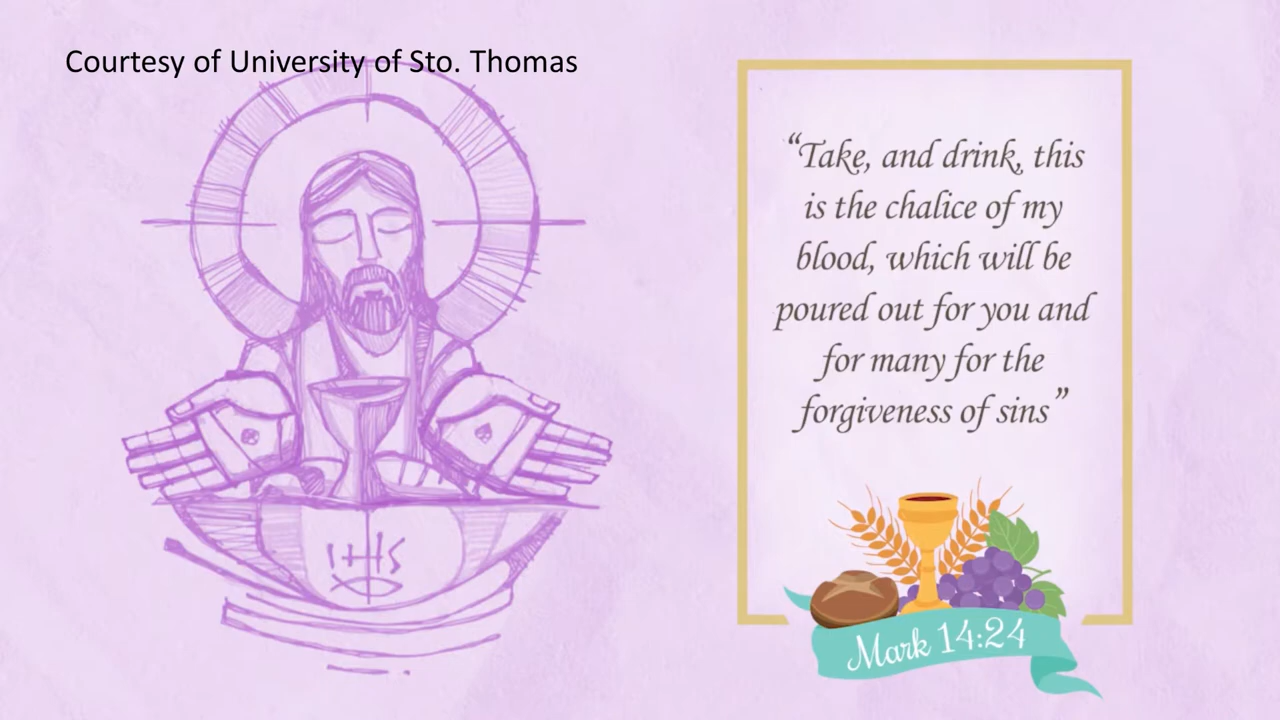 Courtesy of University of Sto. Thomas
“Take, and drink, this
is the chalice of my
blood, which will be
poured out for you and
for many for the
forgiveness of sins”
IHS
Mark 14:24